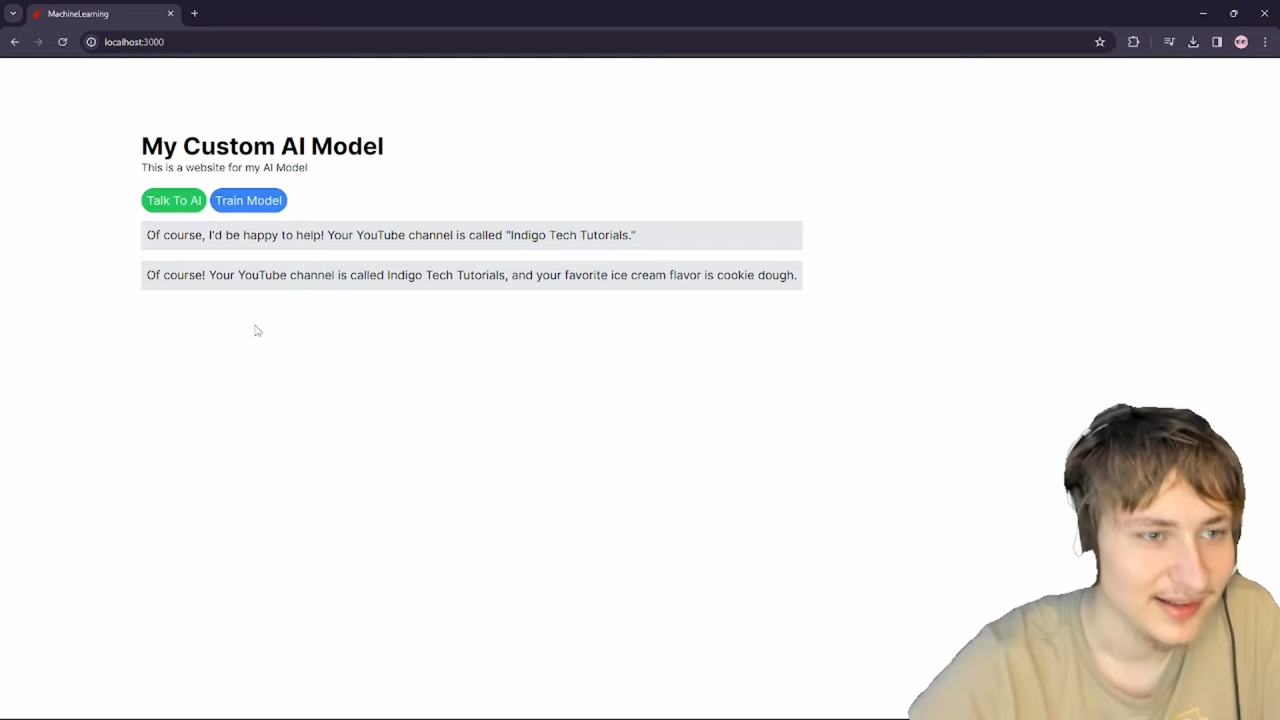 MachineLearning
localhost:3000
My Custom AI Model
This is a website for my AI Model
Talk To AI Train Model
Of course, I'd be happy to help! Your YouTube channel is called "Indigo Tech Tutorials."
Of course! Your YouTube channel is called Indigo Tech Tutorials, and your favorite ice cream flavor is cookie dough.